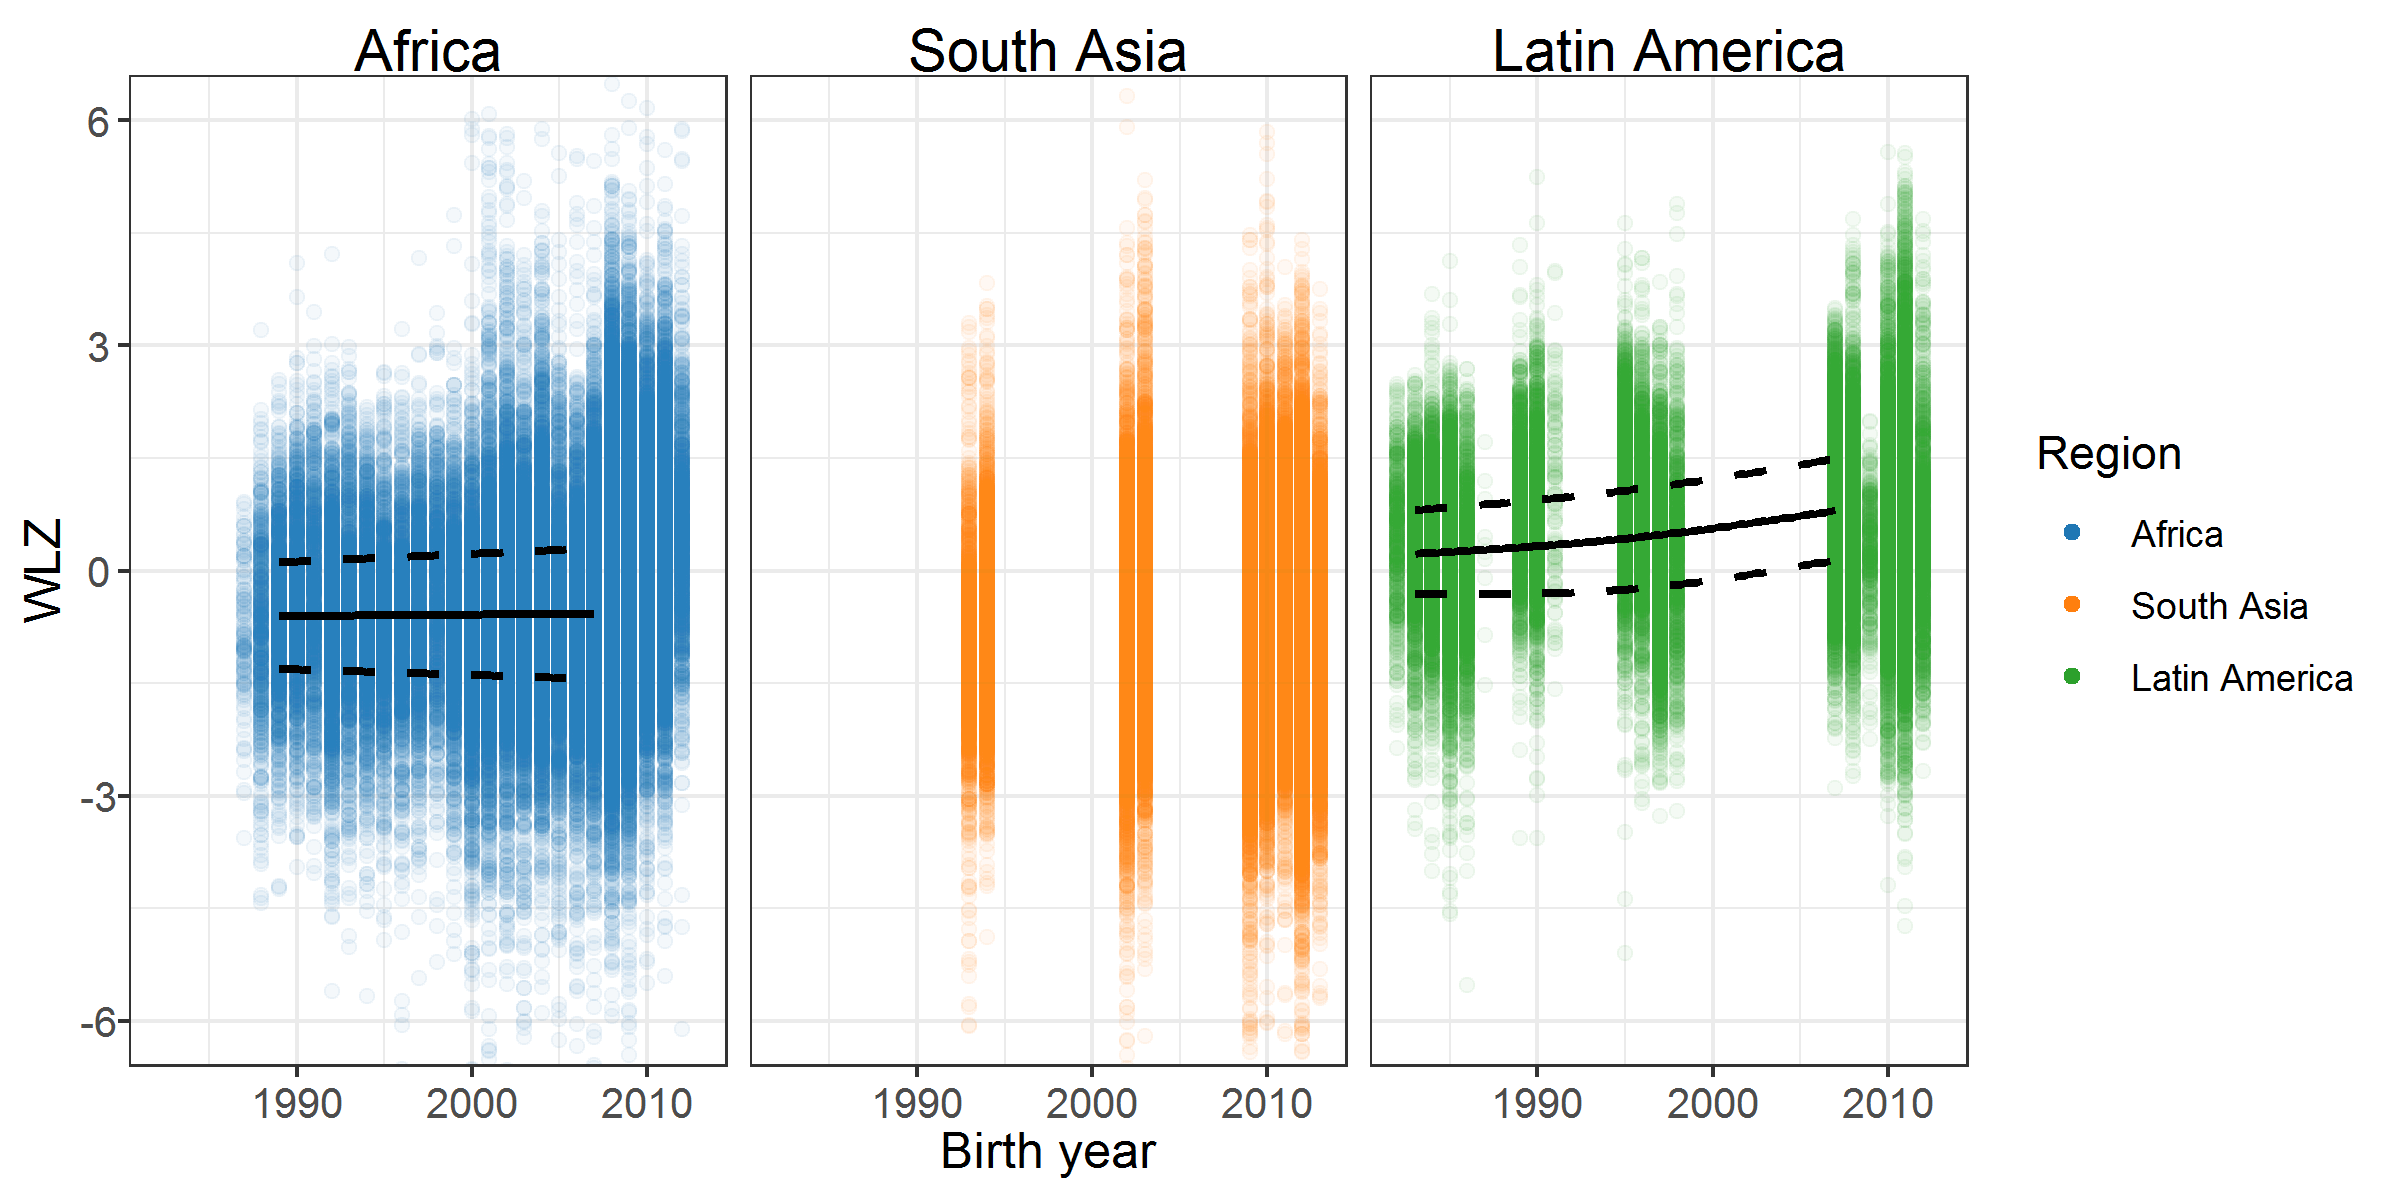 Africa
South Asia
Latin America
6
3
0
-3
-6
WLZ
1990 2000 2010
1990 2000 2010
1990 2000 2010
Birth year
Region
Africa
South Asia
Latin America